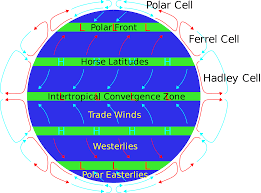 Polar Cell
L Polar Front L
Ferrel Cell
H Horse Latitudes H
Hadley Cell
Intertropical Convergence Zone
Trade Winds
H H H H
Westerlies
L L L
Polar Easterlies